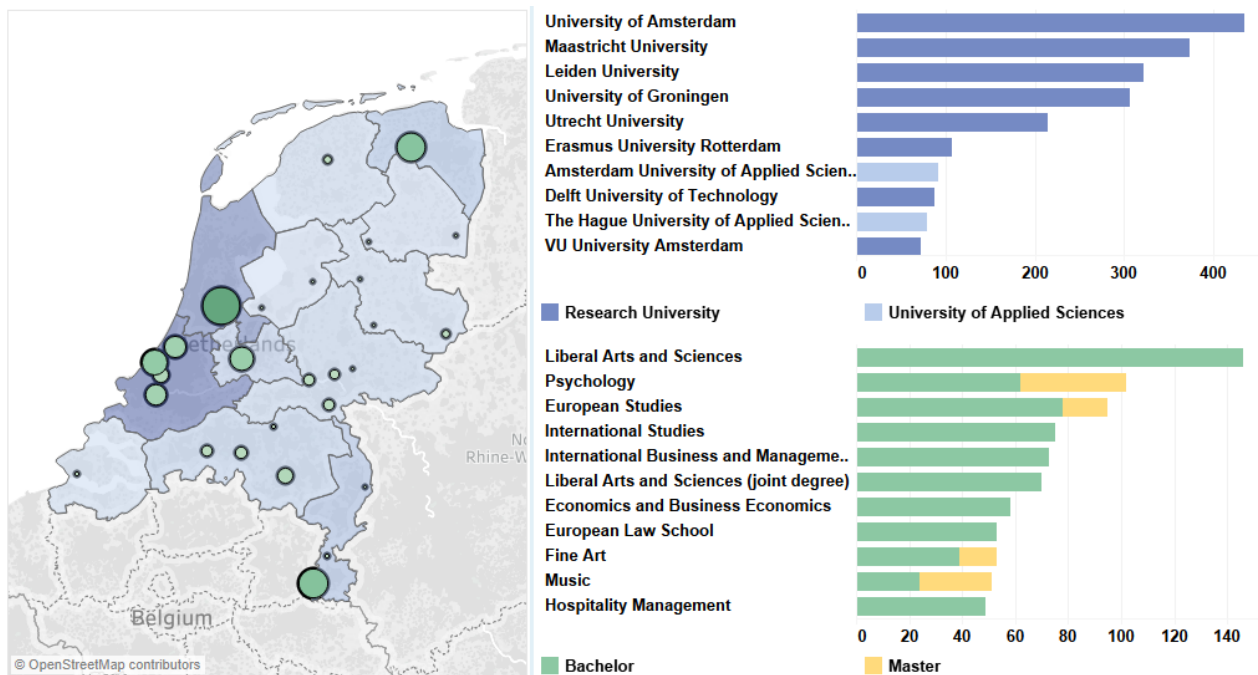 Netherlands
No
Rhine-W
Belgium
© OpenStreetMap contributors
University of Amsterdam
Maastricht University
Leiden University
University of Groningen
Utrecht University
Erasmus University Rotterdam
Amsterdam University of Applied Scien..
Delft University of Technology
The Hague University of Applied Scien..
VU University Amsterdam
0 100 200 300 400
Research University University of Applied Sciences
Liberal Arts and Sciences
Psychology
European Studies
International Studies
International Business and Manageme..
Liberal Arts and Sciences (joint degree)
Economics and Business Economics
European Law School
Fine Art
Music
Hospitality Management
0 20 40 60 80 100 120 140
Bachelor Master